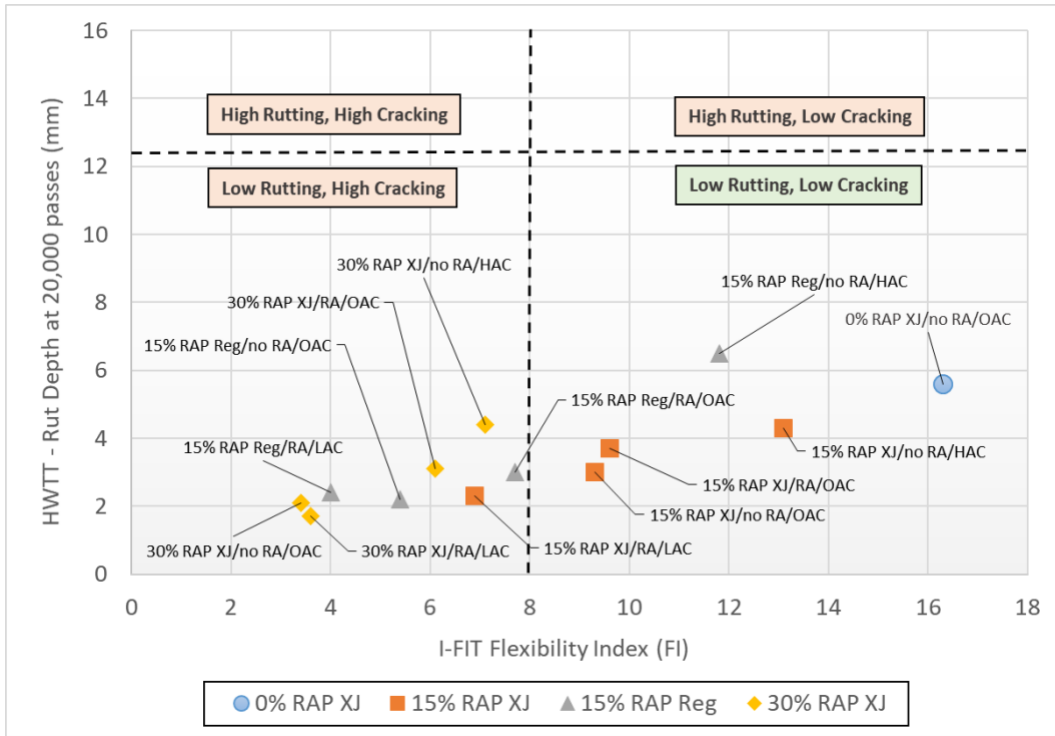 16
14
12
10
8
6
4
2
0
HWTT - Rut Depth at 20,000 passes (mm)
High Rutting, High Cracking
High Rutting, Low Cracking
Low Rutting, High Cracking
Low Rutting, Low Cracking
30% RAP XJ/no RA/HAC
15% RAP Reg/no RA/HAC
30% RAP XJ/RA/OAC
0% RAP XJ/no RA/OAC
15% RAP Reg/no RA/OAC
15% RAP Reg/RA/OAC
15% RAP Reg/RA/LAC
15% RAP XJ/no RA/HAC
15% RAP XJ/RA/OAC
15% RAP XJ/no RA/OAC
30% RAP XJ/no RA/OAC
30% RAP XJ/RA/LAC
15% RAP XJ/RA/LAC
0 2 4 6 8 10 12 14 16 18
I-FIT Flexibility Index (FI)
0% RAP XJ 15% RAP XJ 15% RAP Reg 30% RAP XJ